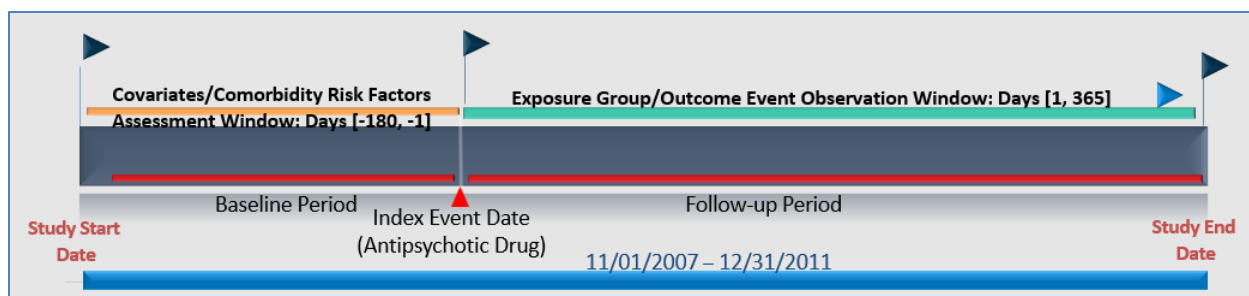 Covariates/Comorbidity Risk Factors
Assessment Window: Days [-180, -1]
Exposure Group/Outcome Event Observation Window: Days [1, 365]
Baseline Period
Index Event Date
(Antipsychotic Drug)
Follow-up Period
Study Start
Date
Study End
Date
11/01/2007 – 12/31/2011